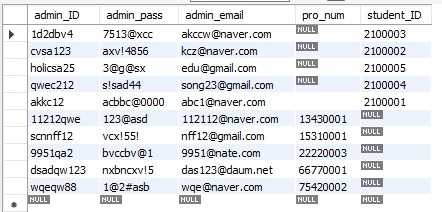 admin_ID admin_pass admin_email pro_num student_ID
1d2dbv4 7513@xcc akccw@naver.com NULL 2100003
cvsa123 axv!4856 kcz@naver.com NULL 2100002
holicsa25 3@g@sx edu@gmail.com NULL 2100005
qwec212 s!sad44 song23@gmail.com NULL 2100004
akkc12 acbbc@0000 abc1@naver.com 2100001
11212qwe 123@asd 112112@naver.com 13430001 NULL
scnnff12 vcx!55! nff12@gmail.com 15310001 NULL
9951qa2 bvccbv@1 9951@nate.com 22220003 NULL
dsadqw123 nxbncxv!5 das123@daum.net 66770001 NULL
wqeqw88 1@2#asb wqe@naver.com 75420002 NULL
NULL NULL NULL NULL NULL